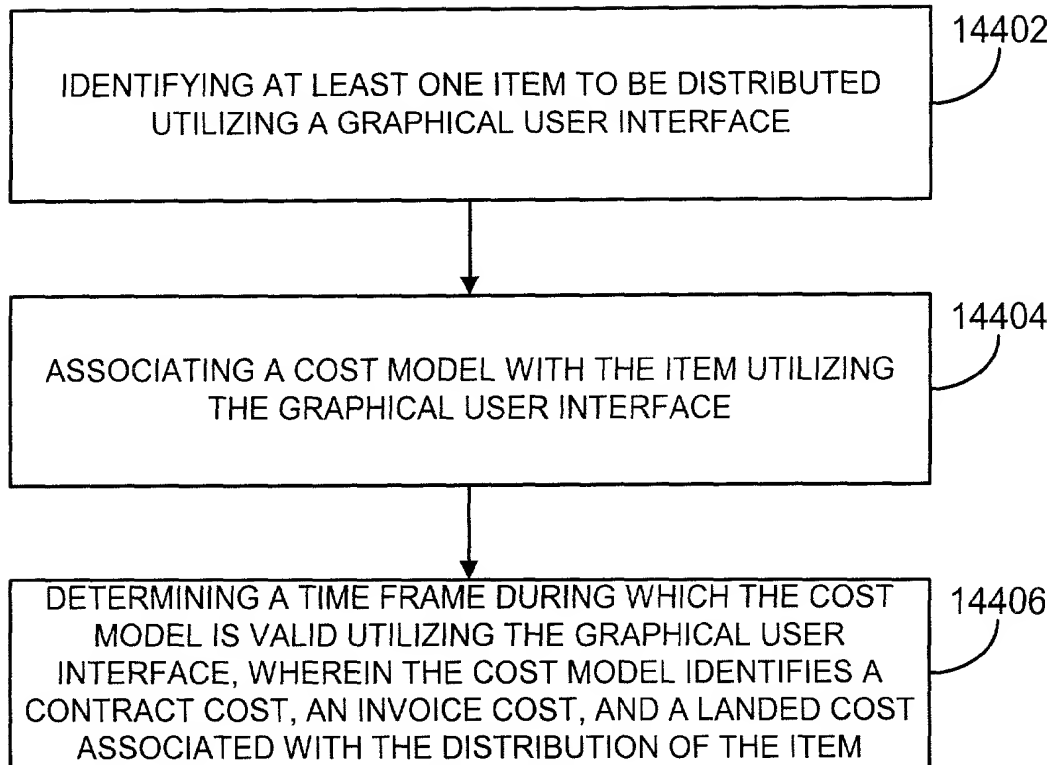 14402
IDENTIFYING AT LEAST ONE ITEM TO BE DISTRIBUTED
UTILIZING A GRAPHICAL USER INTERFACE
14404
ASSOCIATING A COST MODEL WITH THE ITEM UTILIZING
THE GRAPHICAL USER INTERFACE
14406
DETERMINING A TIME FRAME DURING WHICH THE COST
MODEL IS VALID UTILIZING THE GRAPHICAL USER
INTERFACE, WHEREIN THE COST MODEL IDENTIFIES A
CONTRACT COST, AN INVOICE COST, AND A LANDED COST
ASSOCIATED WITH THE DISTRIBUTION OF THE ITEM